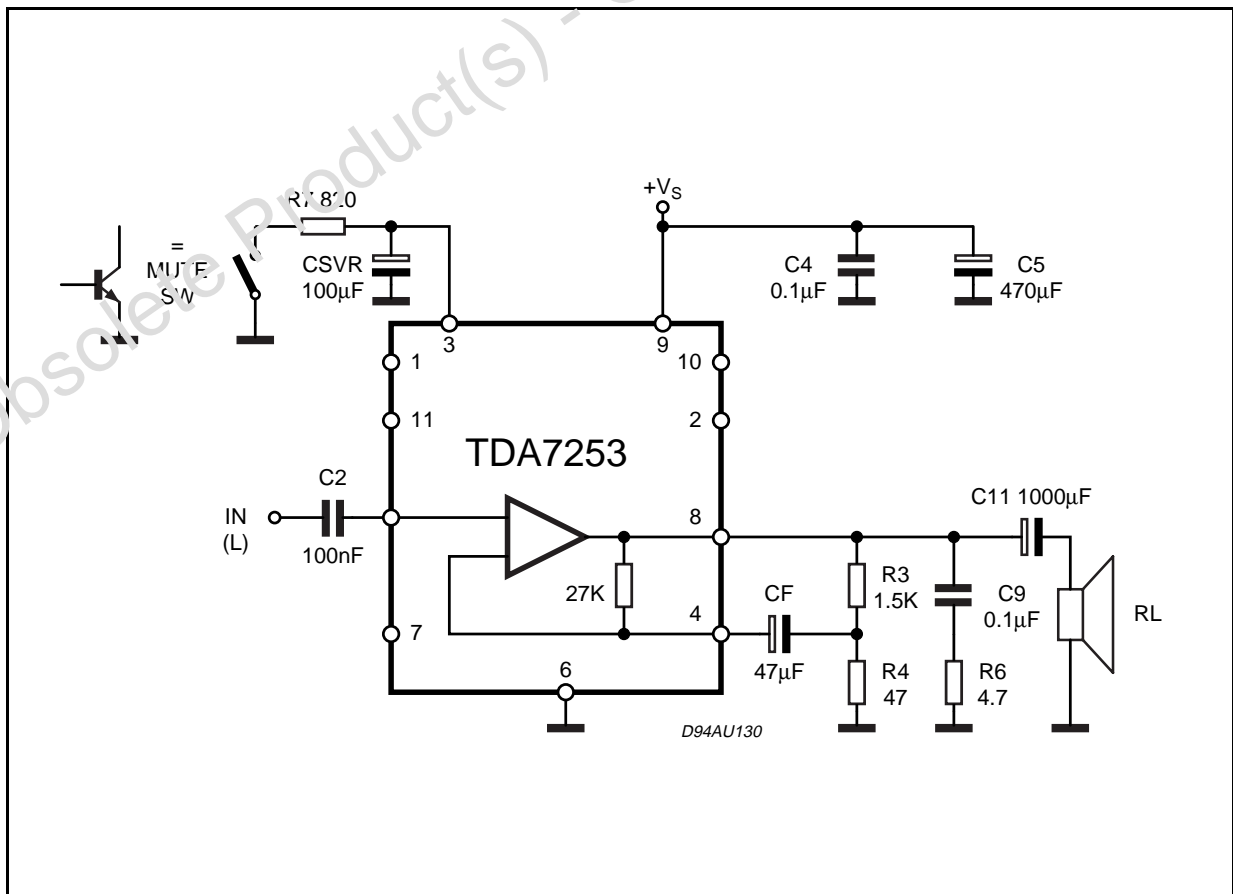 Obsolete Product(s) -
+VS
R7 820
=
MUTE
SW
CSVR
100µF
C4
0.1µF
C5
470µF
3
9
1
10
11
2
TDA7253
C2
IN
(L)
100nF
8
C11 1000µF
27K
CF
R3
1.5K
C9
0.1µF
RL
7
4
47µF
6
R4
47
R6
4.7
D94AU130